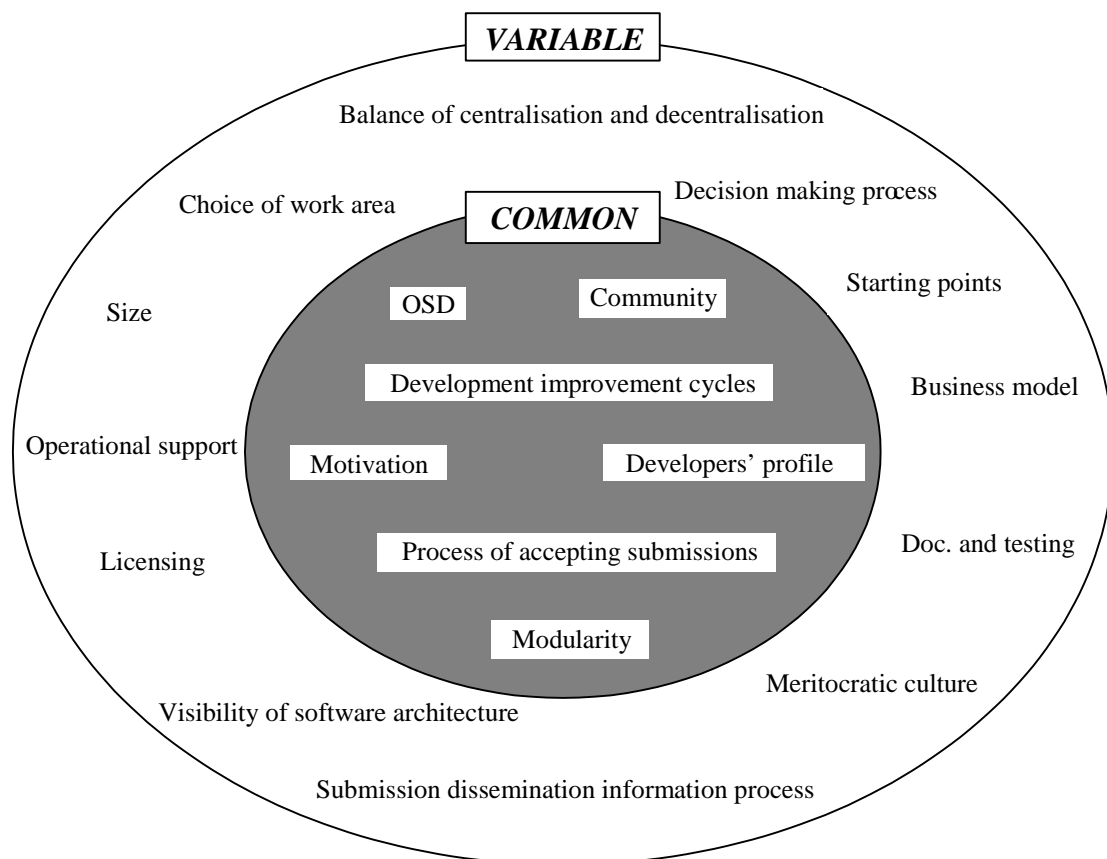 VARIABLE
Balance of centralisation and decentralisation
Decision making process
Choice of work area
COMMON
Starting points
OSD
Community
Size
Development improvement cycles
Business model
Operational support
Motivation
Developers’ profile
Process of accepting submissions
Doc. and testing
Licensing
Modularity
Meritocratic culture
Visibility of software architecture
Submission dissemination information process